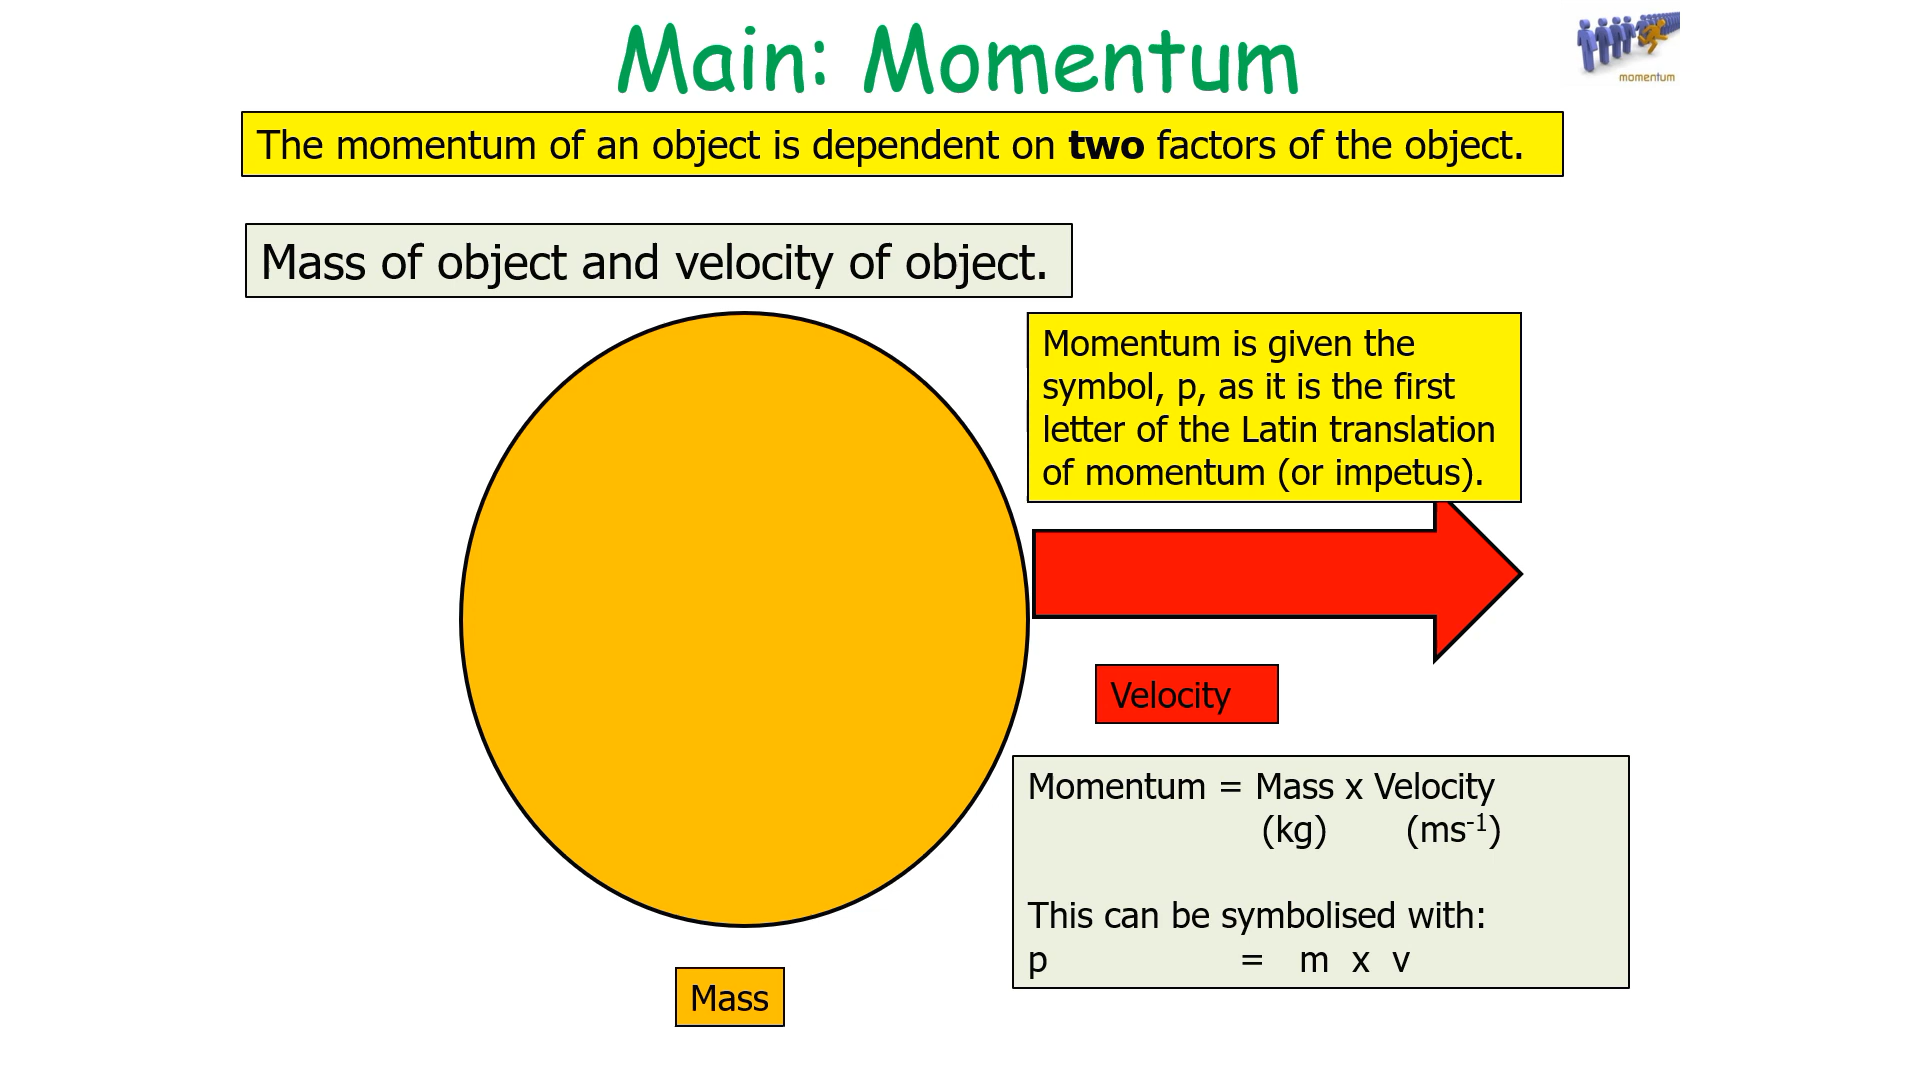 Main: Momentum
momentum
The momentum of an object is dependent on two factors of the object.
Mass of object and velocity of object.
Momentum is given the
symbol, p, as it is the first
letter of the Latin translation
of momentum (or impetus).
Velocity
Momentum = Mass x Velocity
(kg) (ms⁻¹)
This can be symbolised with:
p = m x v
Mass